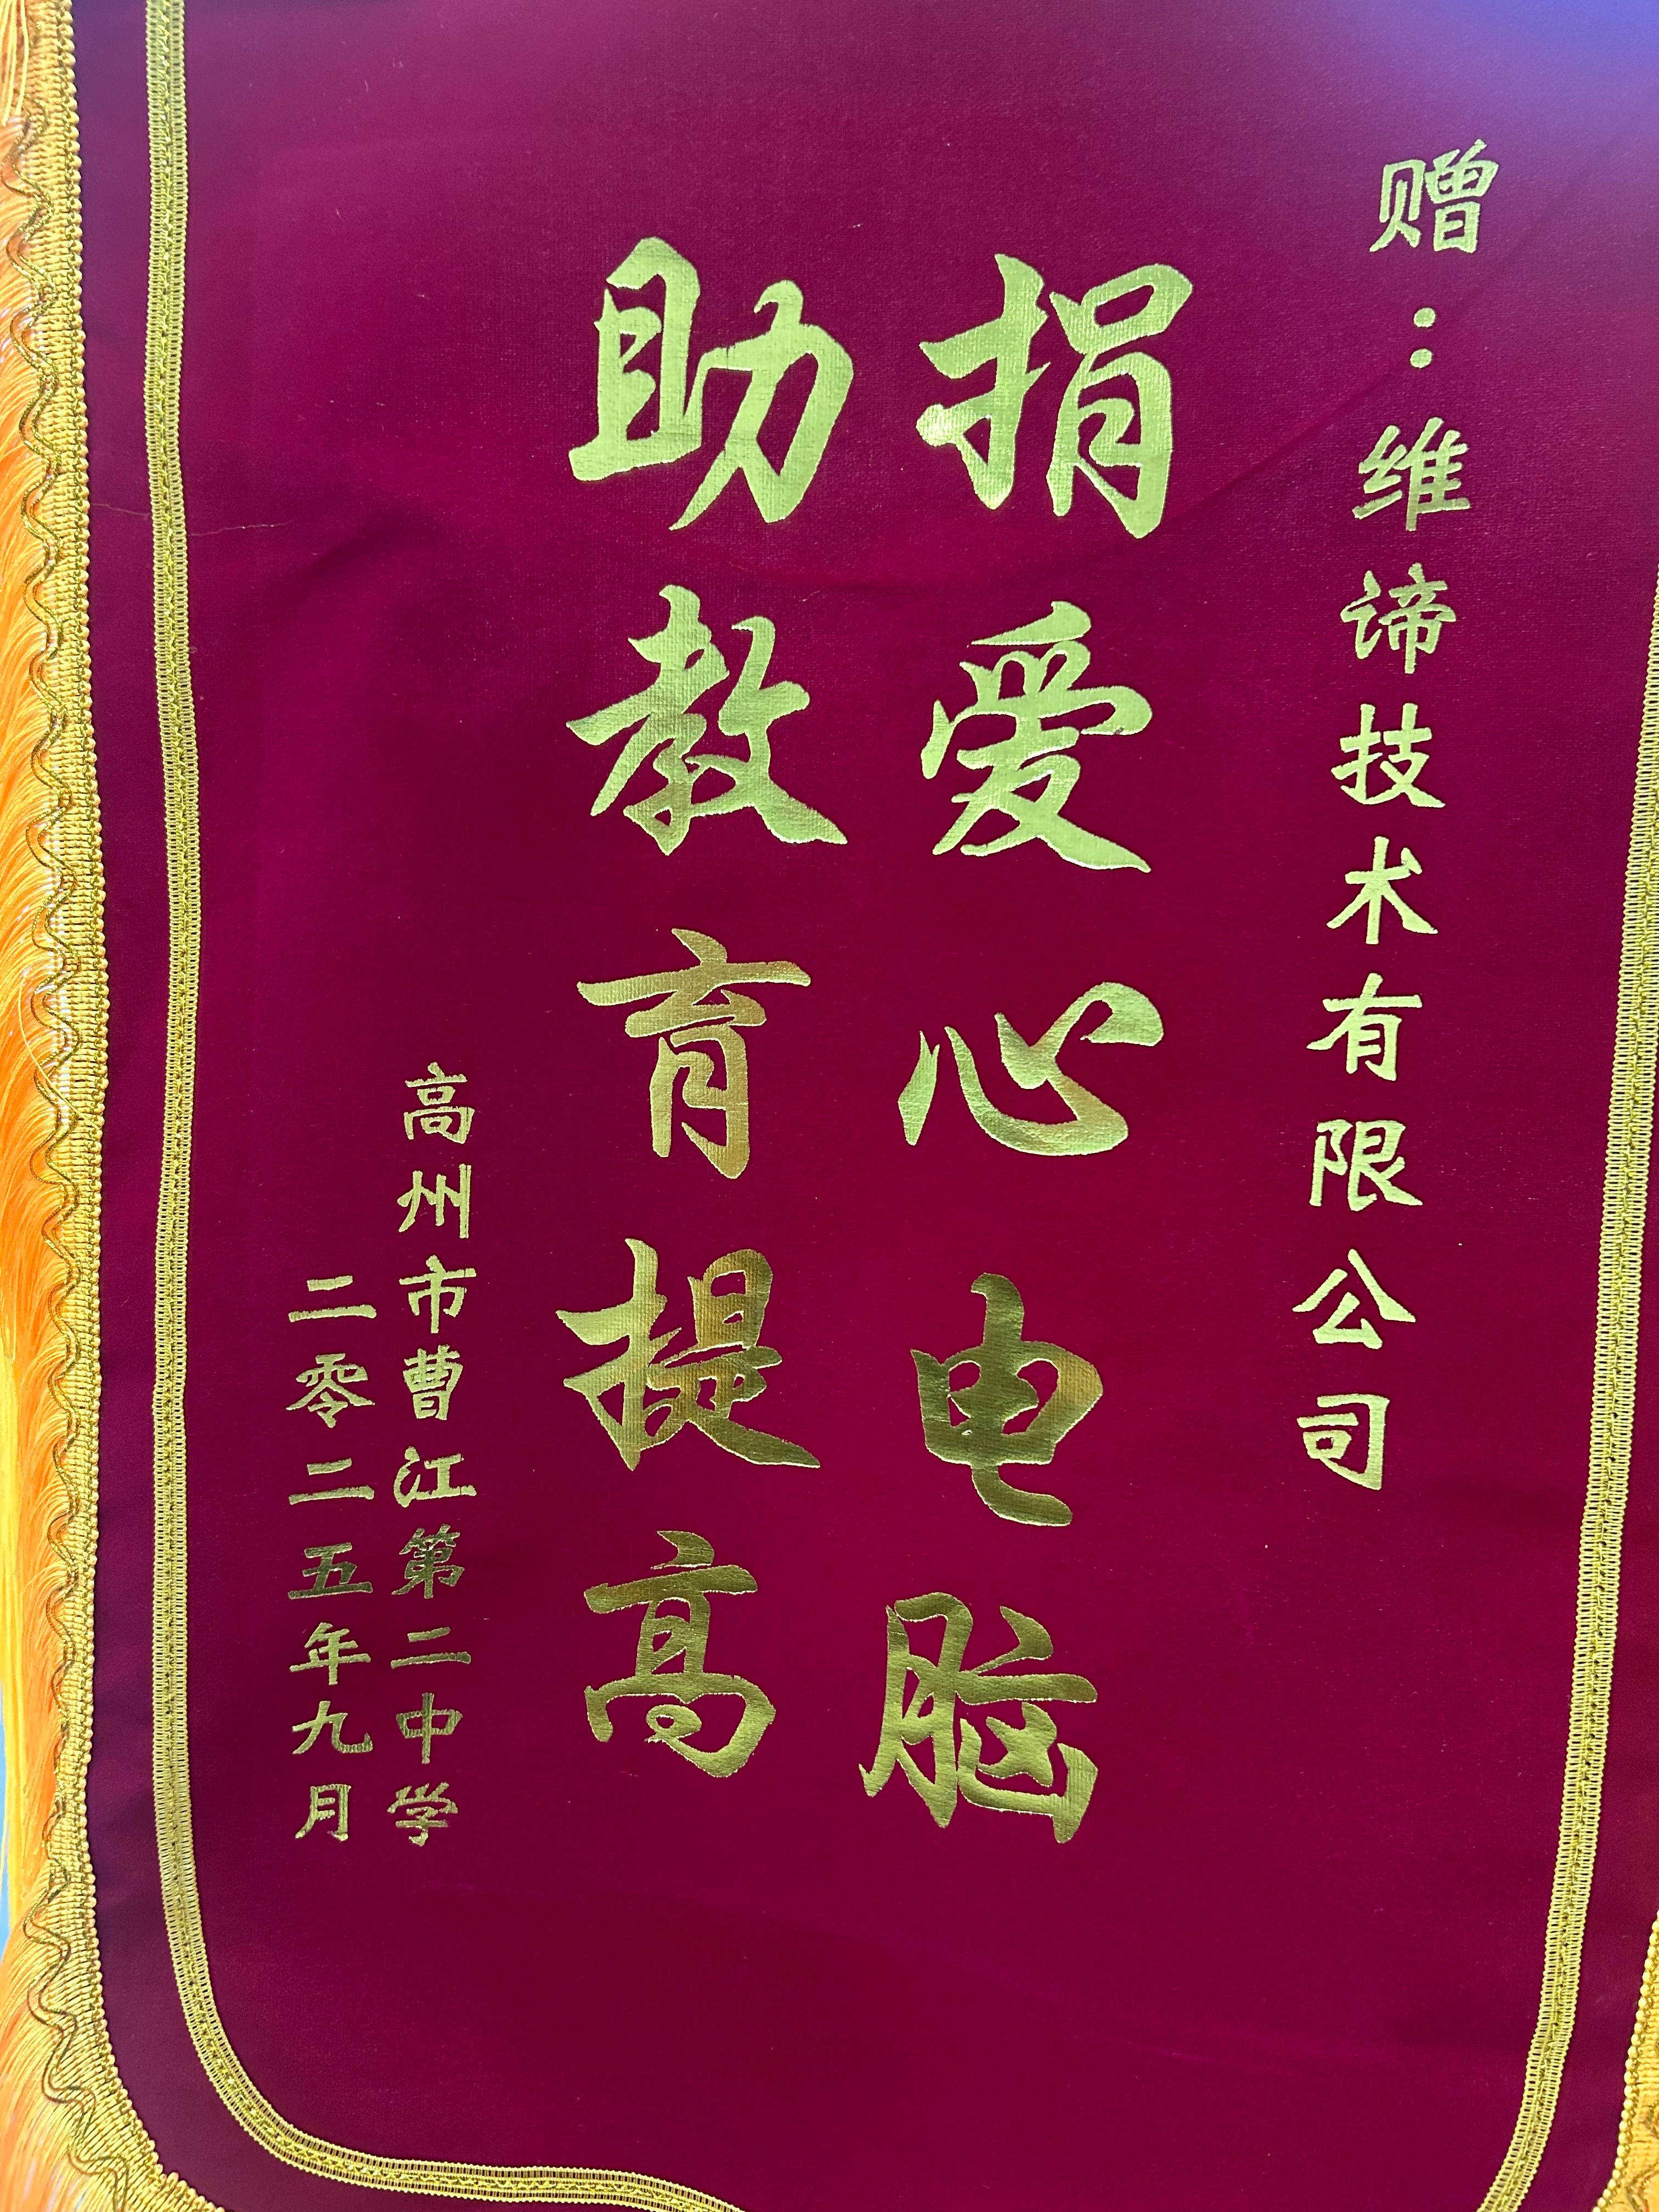 赠:维谛技术有限公司
捐爱心电脑
助教育提高
高州市曹江第二中学
二零二五年九月